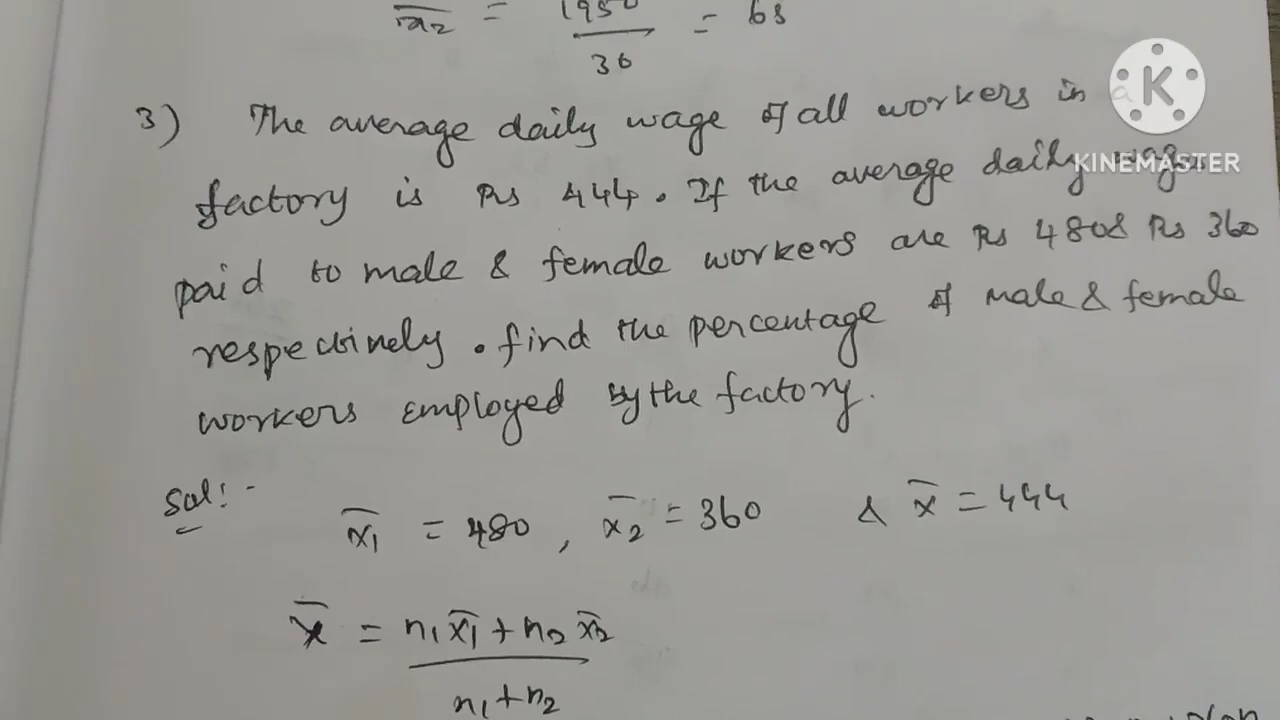 x̄2 = 1950/36 = 68
3) The average daily wage of all workers in a
factory is Rs 444. If the average daily wage
paid to male & female workers are Rs 480 & Rs 360
respectively. find the percentage of male & female
workers employed by the factory.
Sol:-
x̄1 = 480, x̄2 = 360 & x̄ = 444
x̄ = n1x̄1 + n2x̄2
n1 + n2
K
KINEMASTER